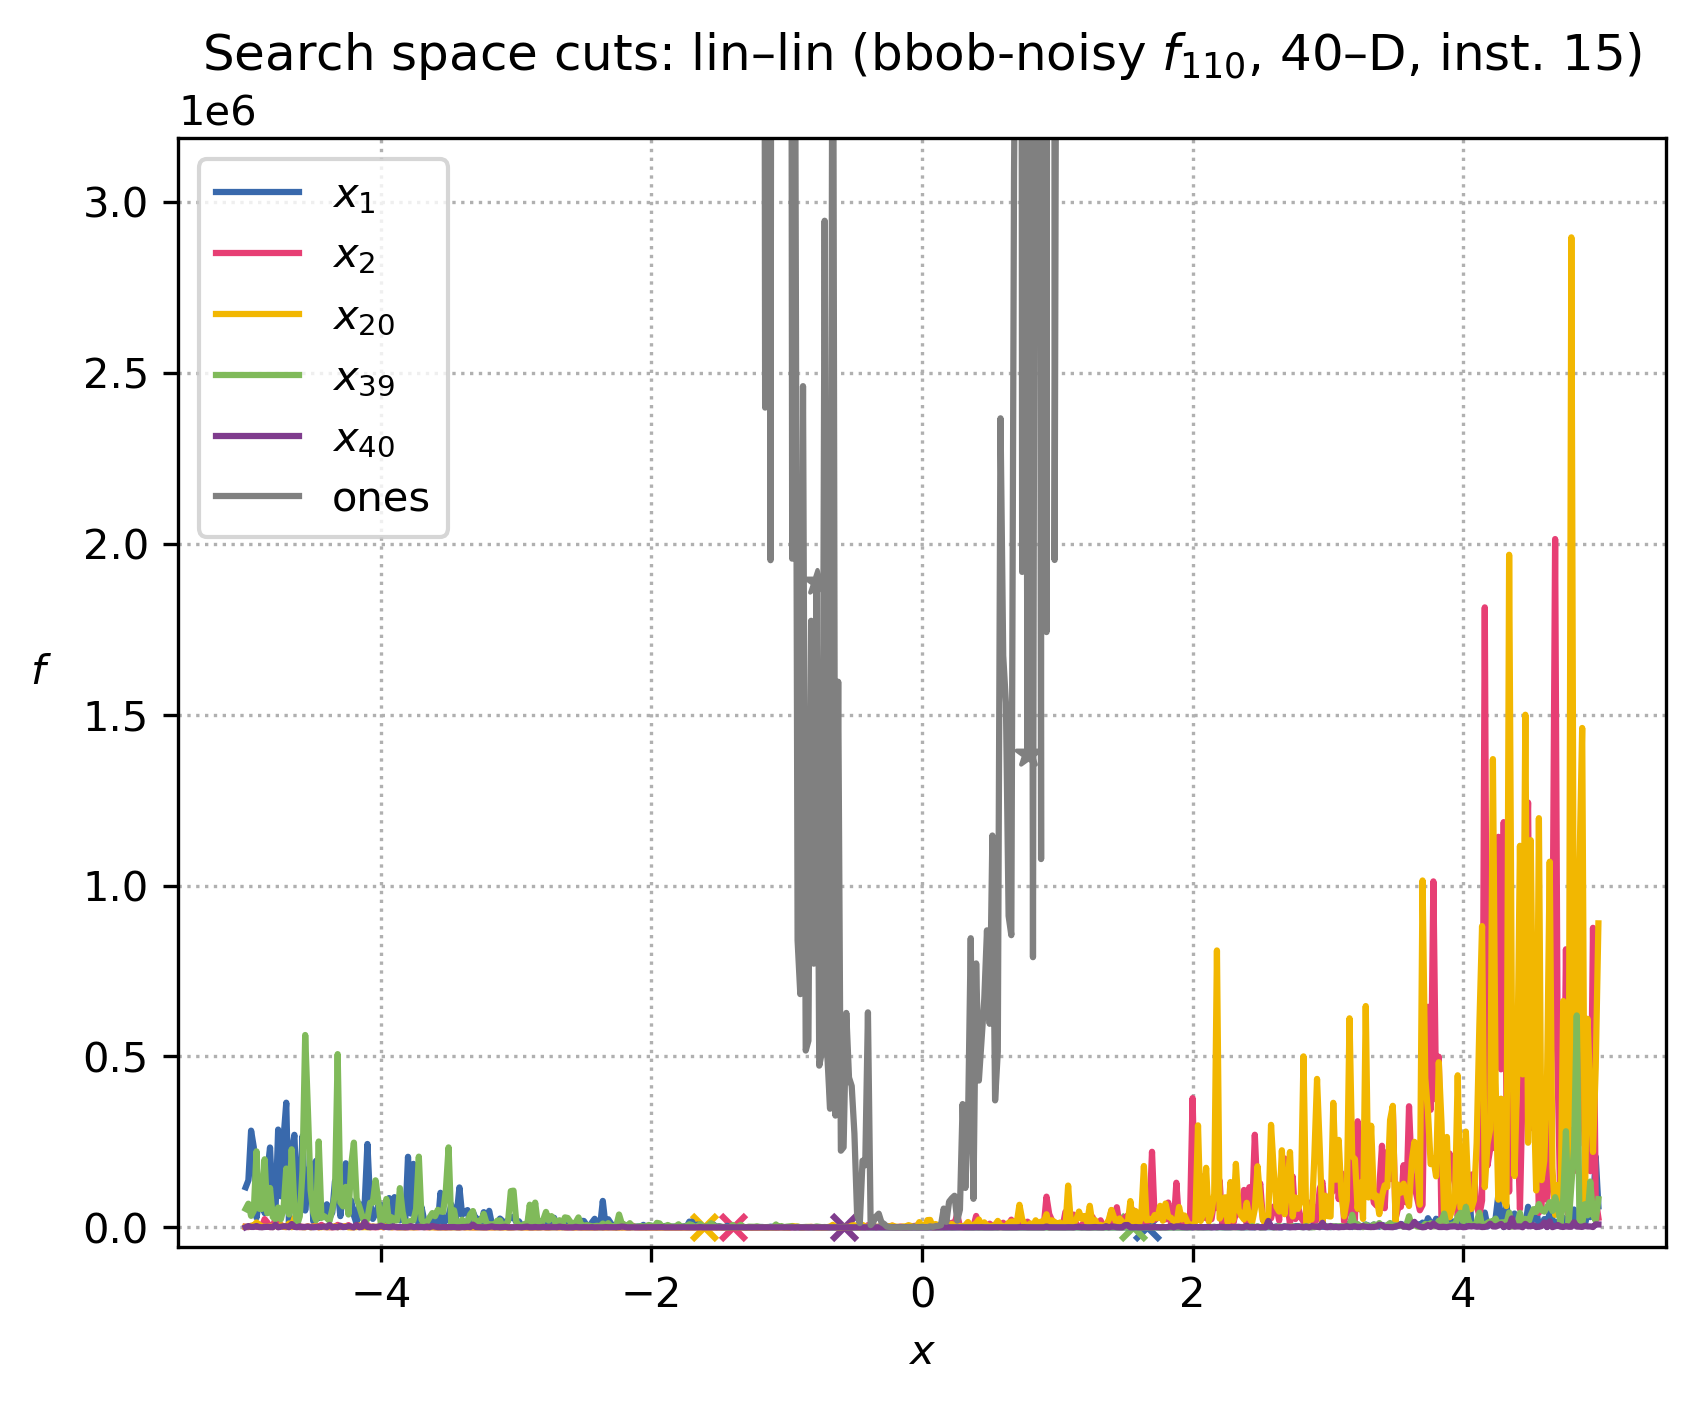 Search space cuts: lin–lin (bbob-noisy f₁₁₀, 40–D, inst. 15)
1e6
x₁
x₂
x₂₀
x₃₉
x₄₀
ones
3.0
2.5
2.0
1.5
1.0
0.5
0.0
f
−4
−2
0
2
4
x